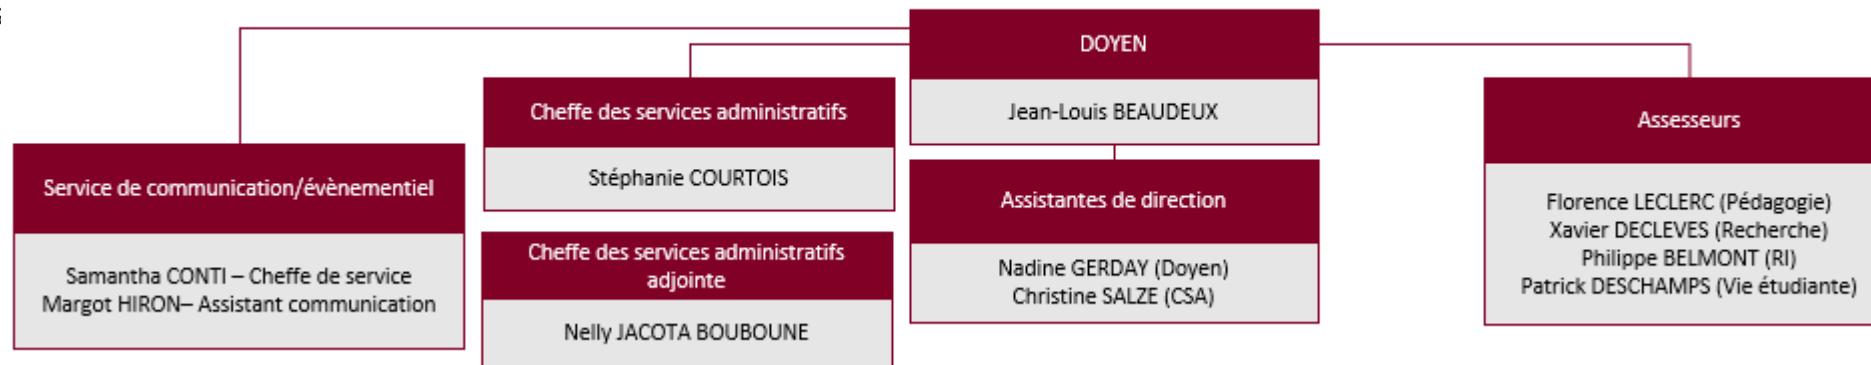 DOYEN
Jean-Louis BEAUDEUX
Service de communication/évènementiel
Samantha CONTI – Cheffe de service
Margot HIRON– Assistant communication
Cheffe des services administratifs
Stéphanie COURTOIS
Cheffe des services administratifs
adjointe
Nelly JACOTA BOUBOUNE
Assistantes de direction
Nadine GERDAY (Doyen)
Christine SALZE (CSA)
Assesseurs
Florence LECLERC (Pédagogie)
Xavier DECLEVES (Recherche)
Philippe BELMONT (RI)
Patrick DESCHAMPS (Vie étudiante)